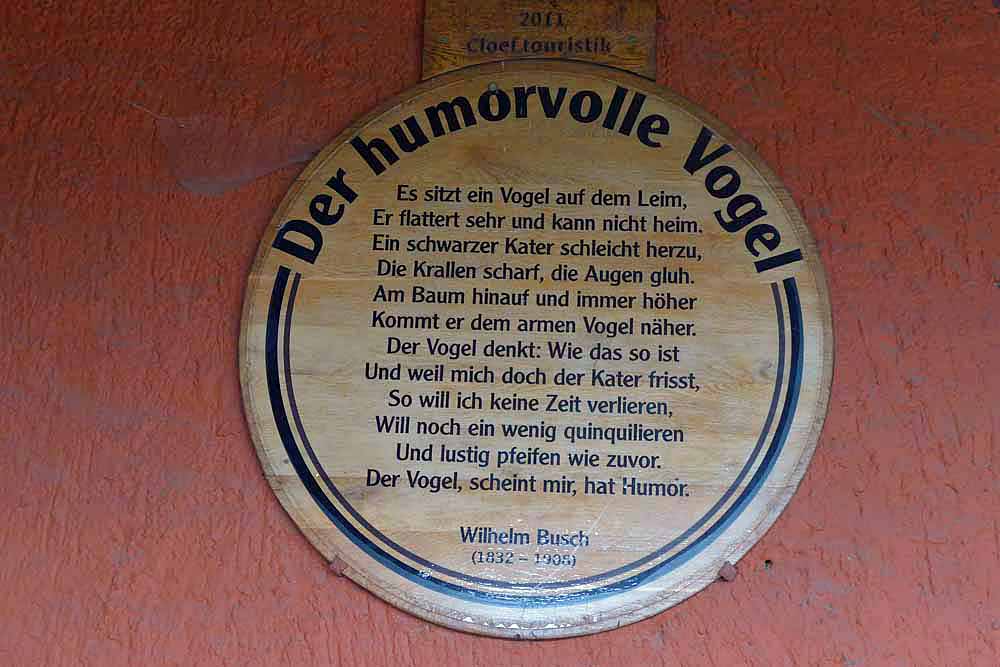 2011
Cloef touristik
Der humorvolle Vogel
Es sitzt ein Vogel auf dem Leim,
Er flattert sehr und kann nicht heim.
Ein schwarzer Kater schleicht herzu,
Die Krallen scharf, die Augen gluh.
Am Baum hinauf und immer höher
Kommt er dem armen Vogel näher.
Der Vogel denkt: Wie das so ist
Und weil mich doch der Kater frisst,
So will ich keine Zeit verlieren,
Will noch ein wenig quinquilieren
Und lustig pfeifen wie zuvor.
Der Vogel, scheint mir, hat Humor.
Wilhelm Busch
(1832 – 1908)